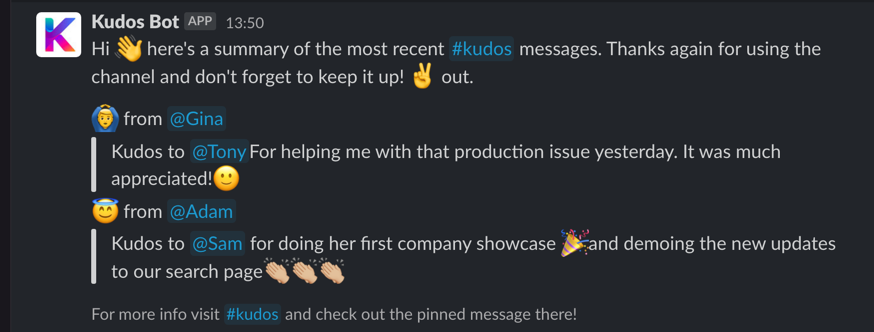 Kudos Bot APP 13:50
Hi 👋 here's a summary of the most recent #kudos messages. Thanks again for using the
channel and don't forget to keep it up! ✌️ out.
🙆‍♂️ from @Gina
Kudos to @Tony For helping me with that production issue yesterday. It was much
appreciated!🙂
😇 from @Adam
Kudos to @Sam for doing her first company showcase 🎉and demoing the new updates
to our search page👏🏼👏🏼👏🏼
For more info visit #kudos and check out the pinned message there!